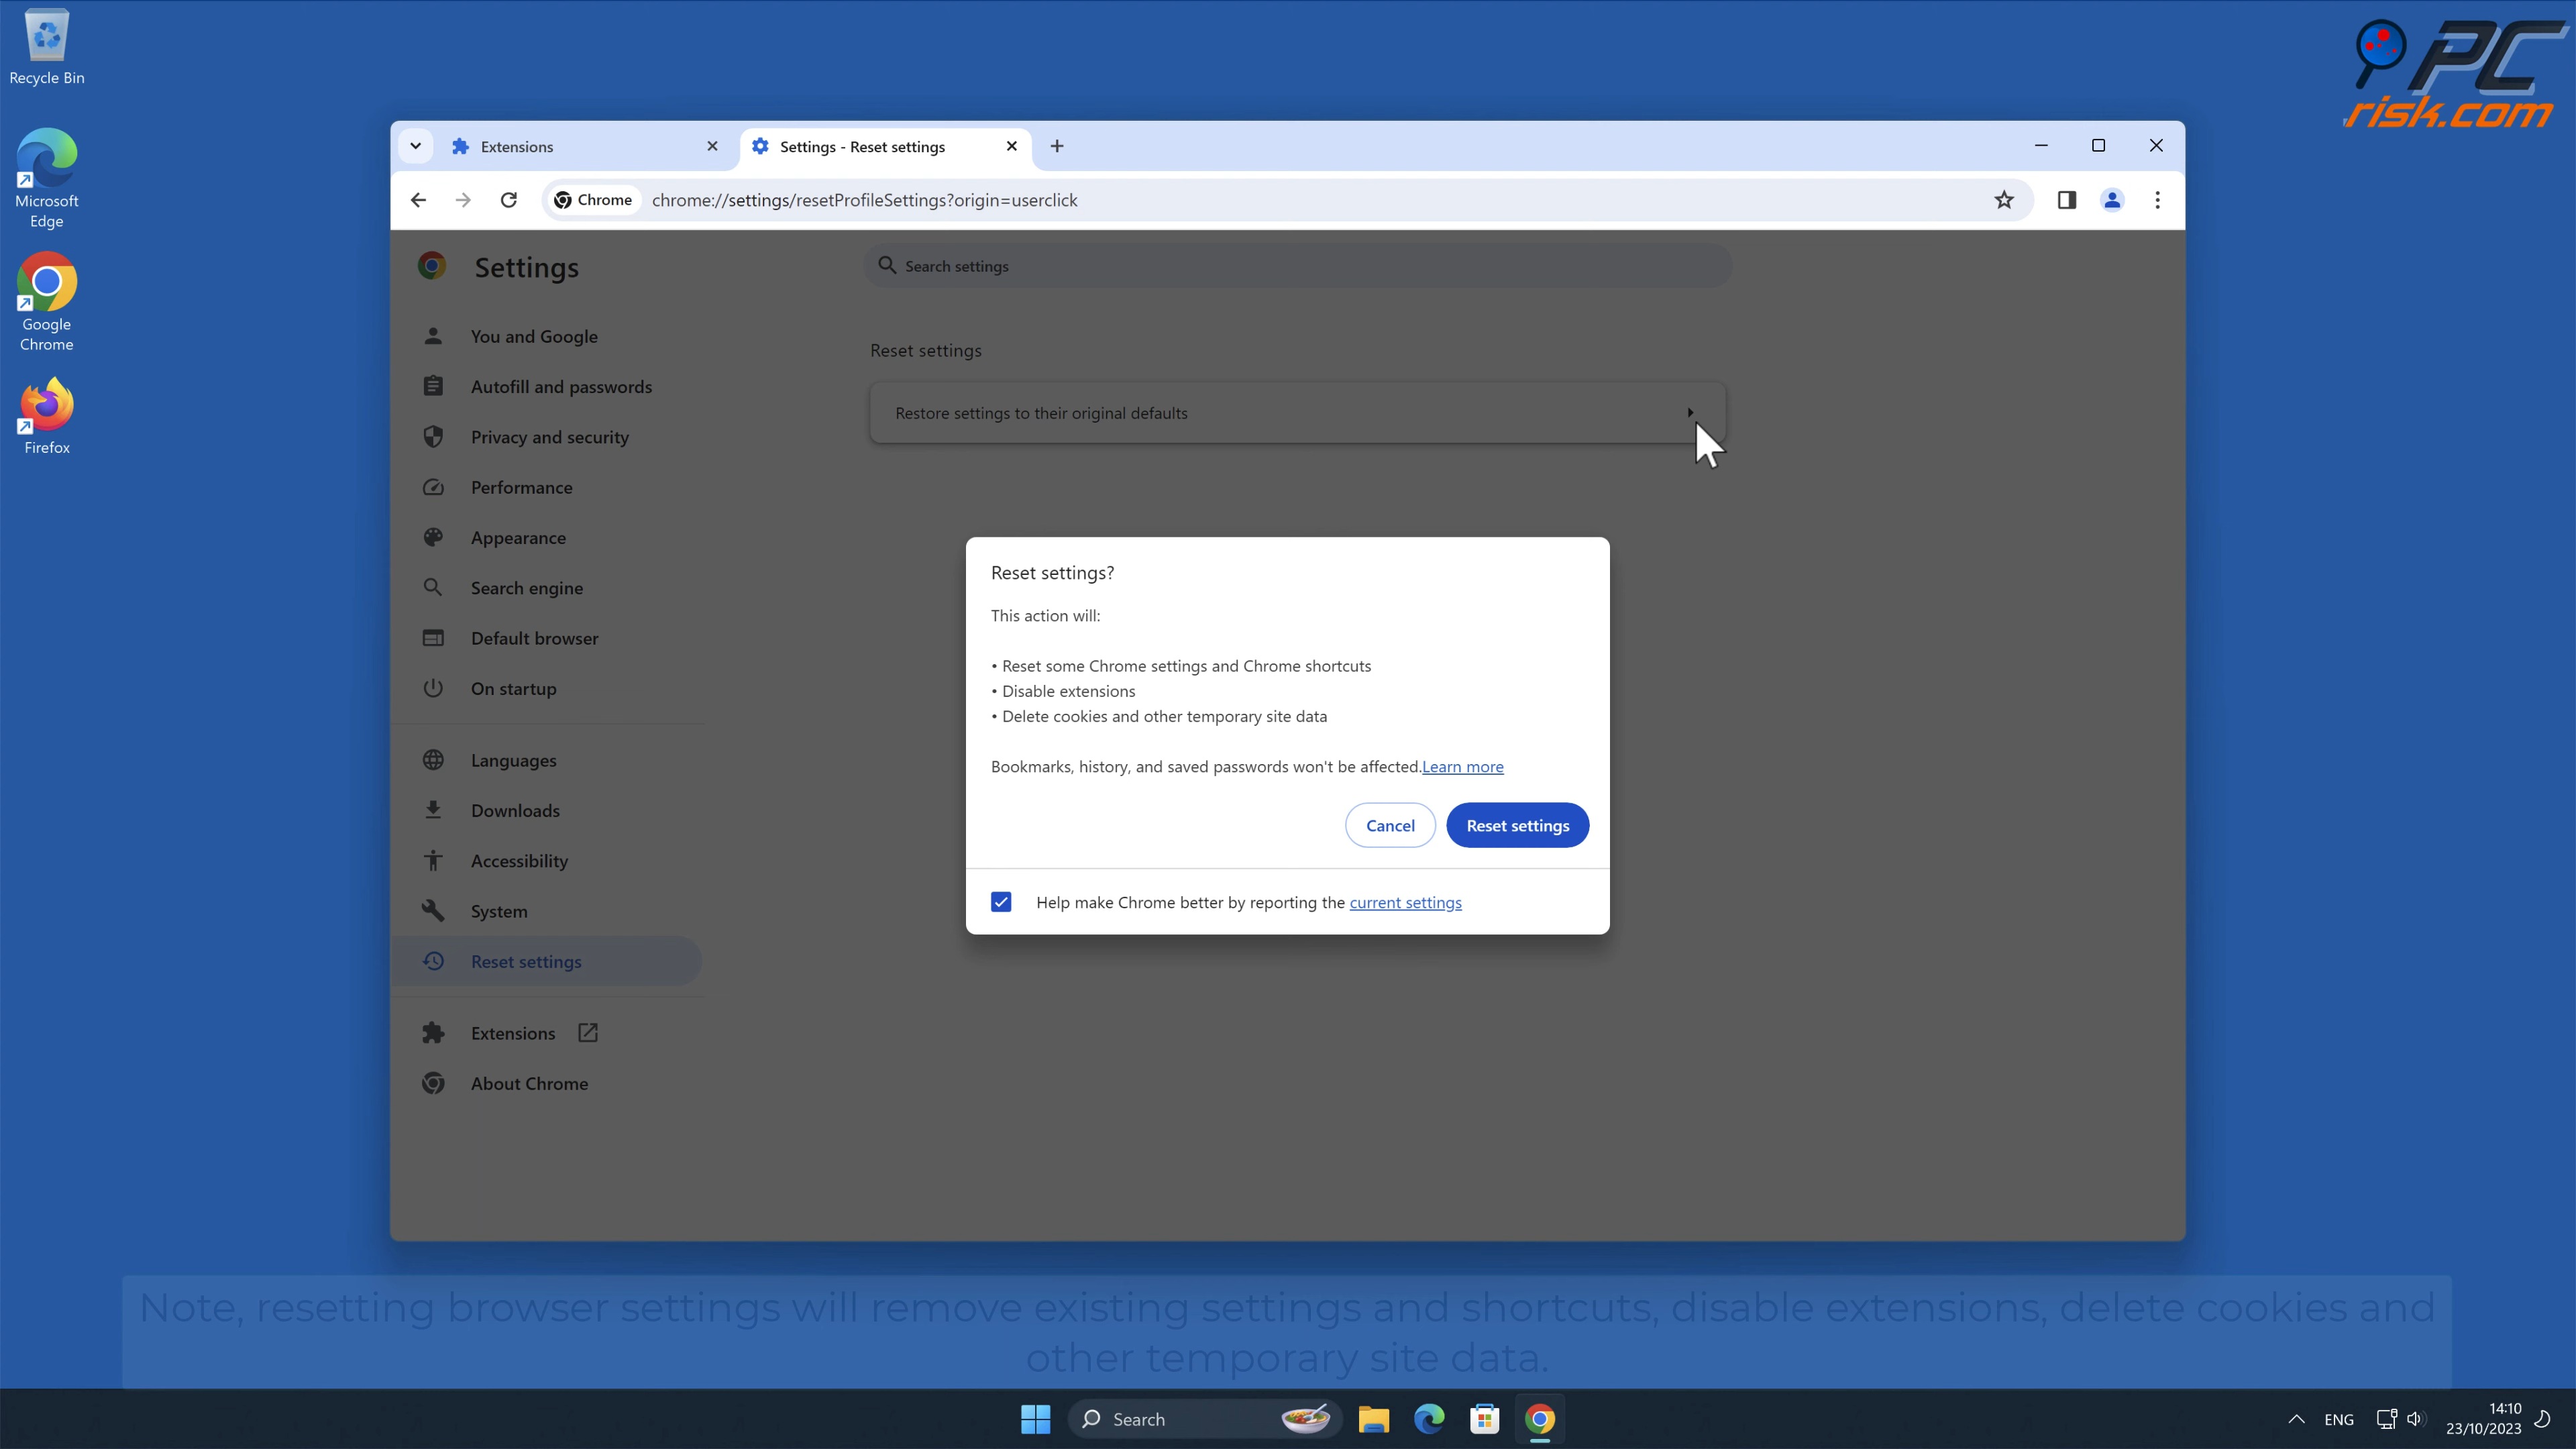 Recycle Bin
Microsoft
Edge
Google
Chrome
Firefox
PC
risk.com
Extensions
Settings - Reset settings
Chrome
chrome://settings/resetProfileSettings?origin=userclick
Settings
Search settings
You and Google
Autofill and passwords
Privacy and security
Performance
Appearance
Search engine
Default browser
On startup
Languages
Downloads
Accessibility
System
Reset settings
Extensions
About Chrome
Reset settings
Restore settings to their original defaults
Reset settings?
This action will:
• Reset some Chrome settings and Chrome shortcuts
• Disable extensions
• Delete cookies and other temporary site data
Bookmarks, history, and saved passwords won't be affected.Learn more
Cancel
Reset settings
Help make Chrome better by reporting the current settings
Note, resetting browser settings will remove existing settings and shortcuts, disable extensions, delete cookies and
other temporary site data.
Search
ENG
14:10
23/10/2023